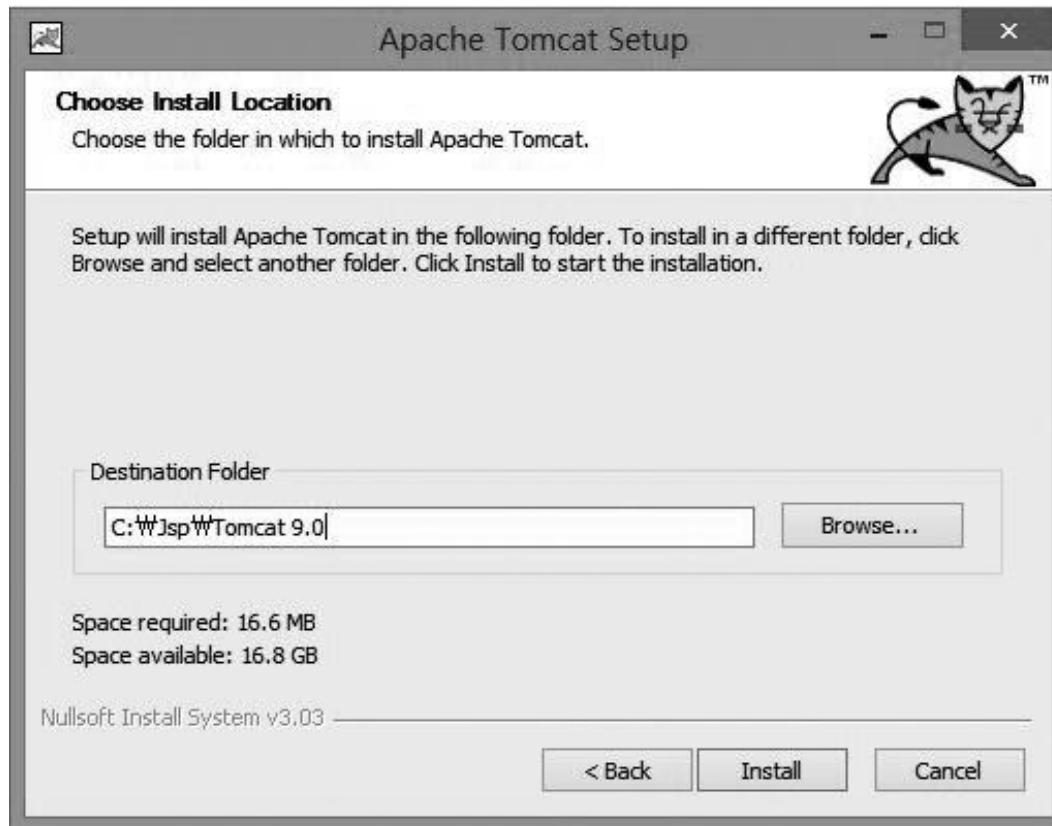 Apache Tomcat Setup
Choose Install Location
Choose the folder in which to install Apache Tomcat.
TM
Setup will install Apache Tomcat in the following folder. To install in a different folder, click
Browse and select another folder. Click Install to start the installation.
Destination Folder
C:₩Jsp₩Tomcat 9.0
Browse...
Space required: 16.6 MB
Space available: 16.8 GB
Nullsoft Install System v3.03
< Back Install Cancel